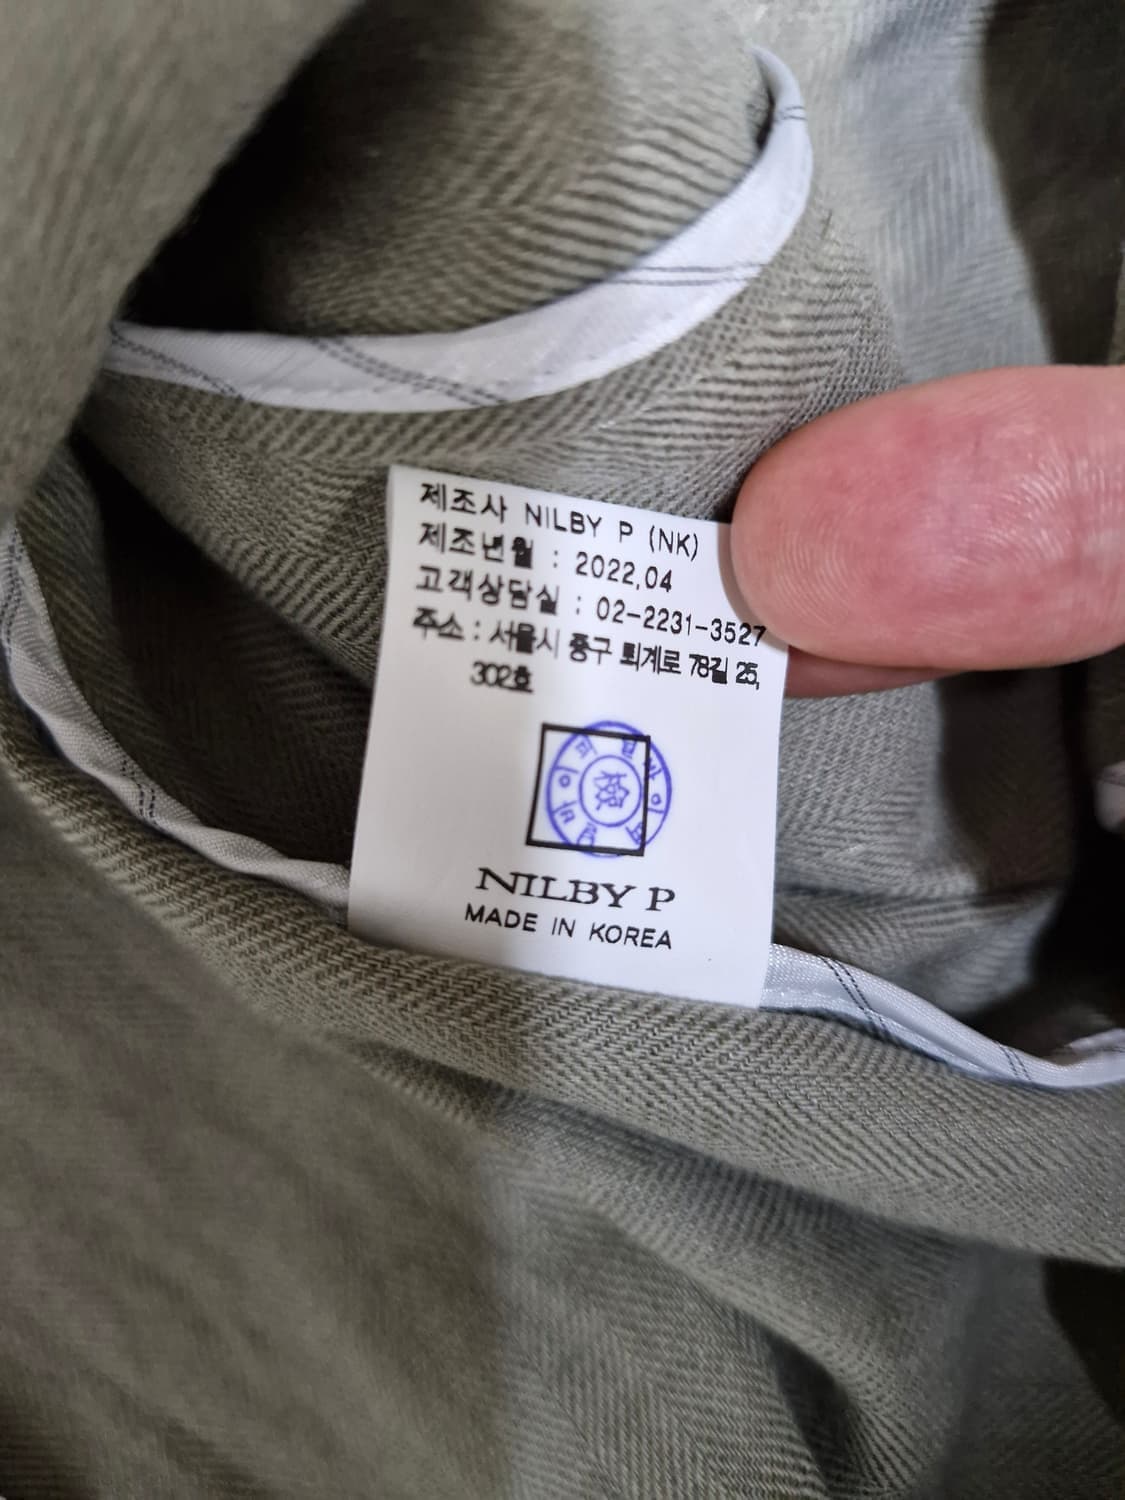 제조사 NILBY P (NK)
제조년월 : 2022.04
고객상담실 : 02-2231-3527
주소 : 서울시 중구 퇴계로 78길 25,
302호
NILBY P
MADE IN KOREA